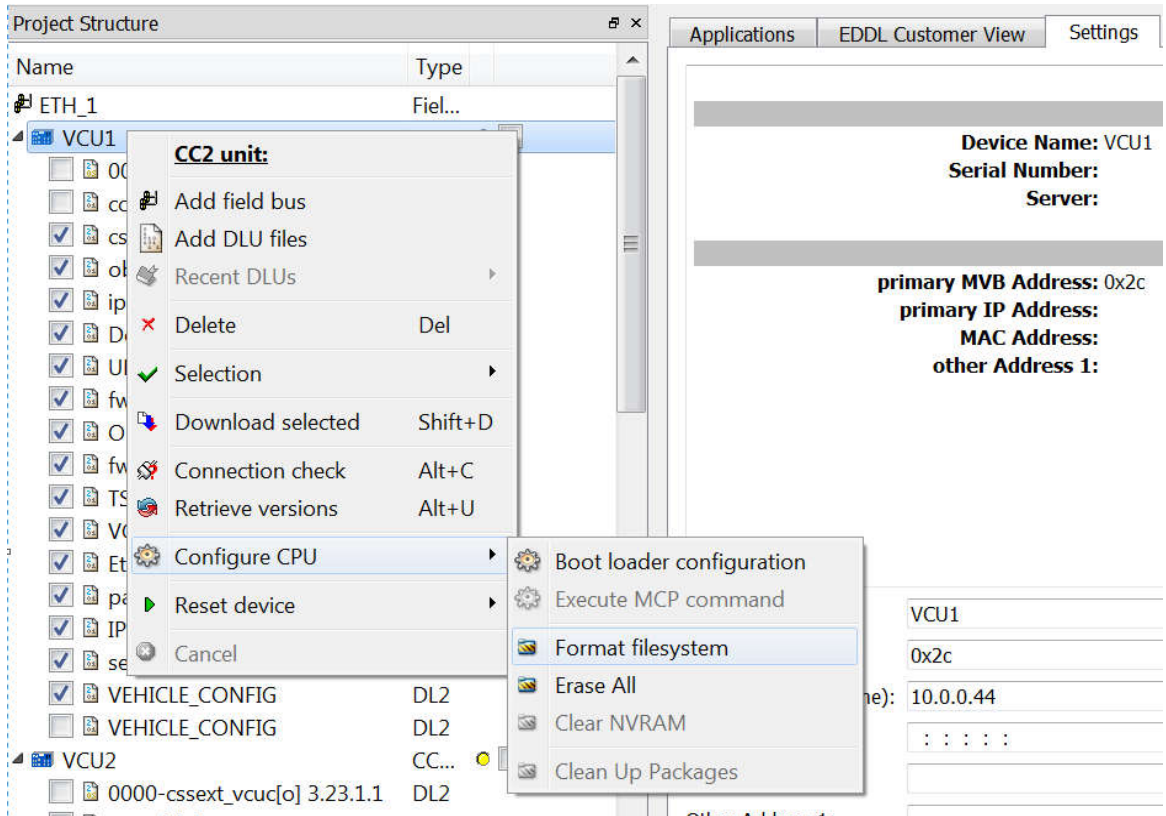 Project Structure
Name Type
ETH_1 Fiel...
VCU1
00
cc
cs
ob
ip
De
fw
O
fw
TS
VC
Et
pa
IP
se
VEHICLE_CONFIG DL2
VEHICLE_CONFIG DL2
VCU2 CC...
0000-cssext_vcuc[o] 3.23.1.1 DL2
CC2 unit:
Add field bus
Add DLU files
Recent DLUs
Delete Del
Selection
Download selected Shift+D
Connection check Alt+C
Retrieve versions Alt+U
Configure CPU
Reset device
Cancel
Boot loader configuration
Execute MCP command
Format filesystem
Erase All
Clear NVRAM
Clean Up Packages
Applications EDDL Customer View Settings
Device Name: VCU1
Serial Number:
Server:
primary MVB Address: 0x2c
primary IP Address:
MAC Address:
other Address 1:
VCU1
0x2c
ne): 10.0.0.44
: : : : :